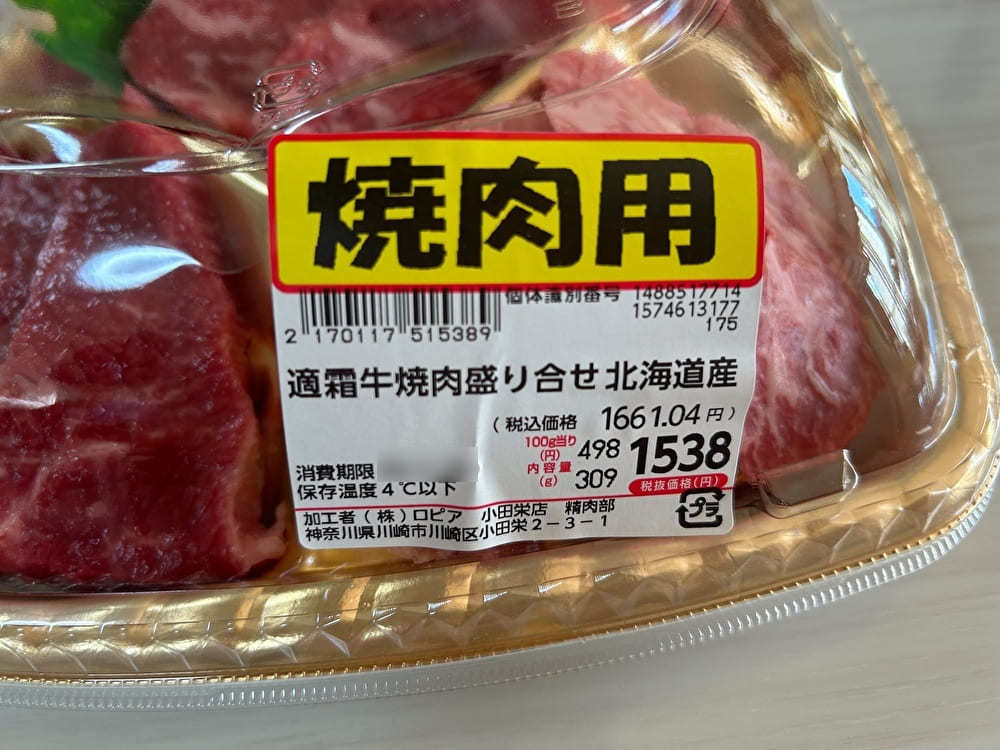 焼肉用
個体識別番号 1488517714
1574613177
175
2 170117 515389
適霜牛焼肉盛り合せ 北海道産
(税込価格 1661.04円)
100g当り(円) 498
1538
税抜価格(円)
内容量(g) 309
消費期限
保存温度4℃以下
加工者(株)ロピア 小田栄店 精肉部
神奈川県川崎市川崎区小田栄2-3-1
プラ